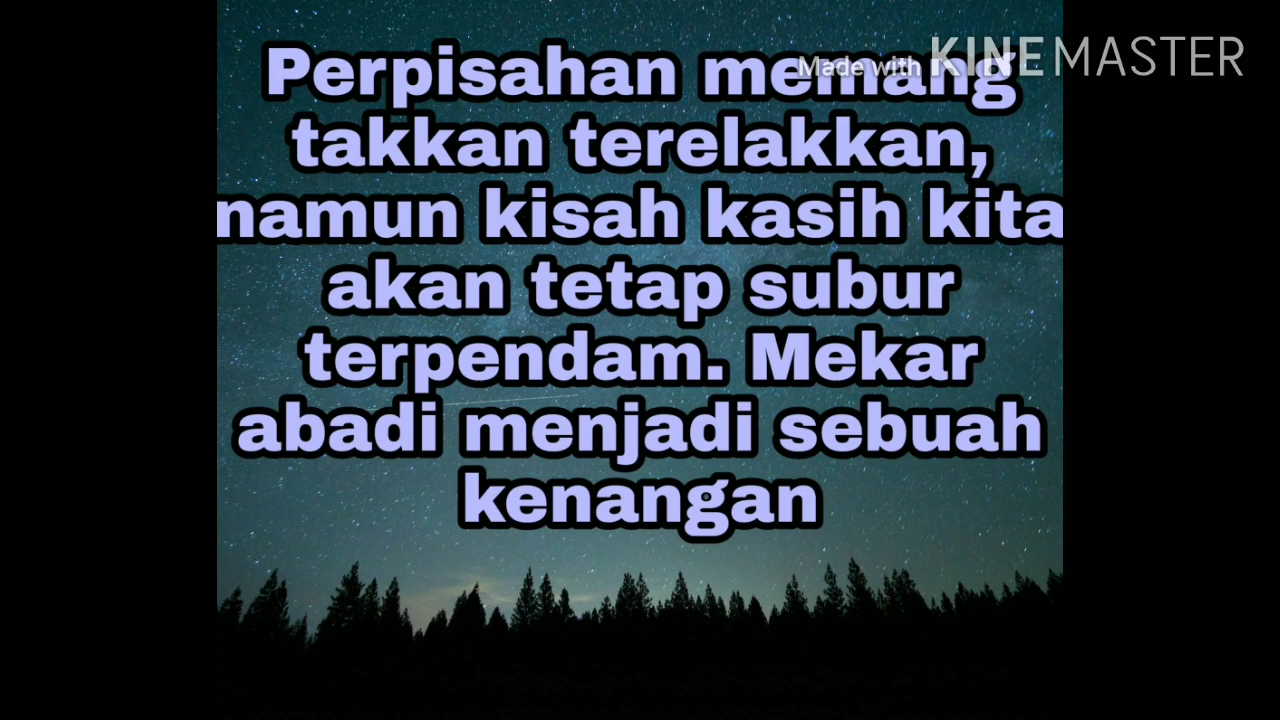 Perpisahan memang
takkan terelakkan,
namun kisah kasih kita
akan tetap subur
terpendam. Mekar
abadi menjadi sebuah
kenangan
Made with KINEMASTER